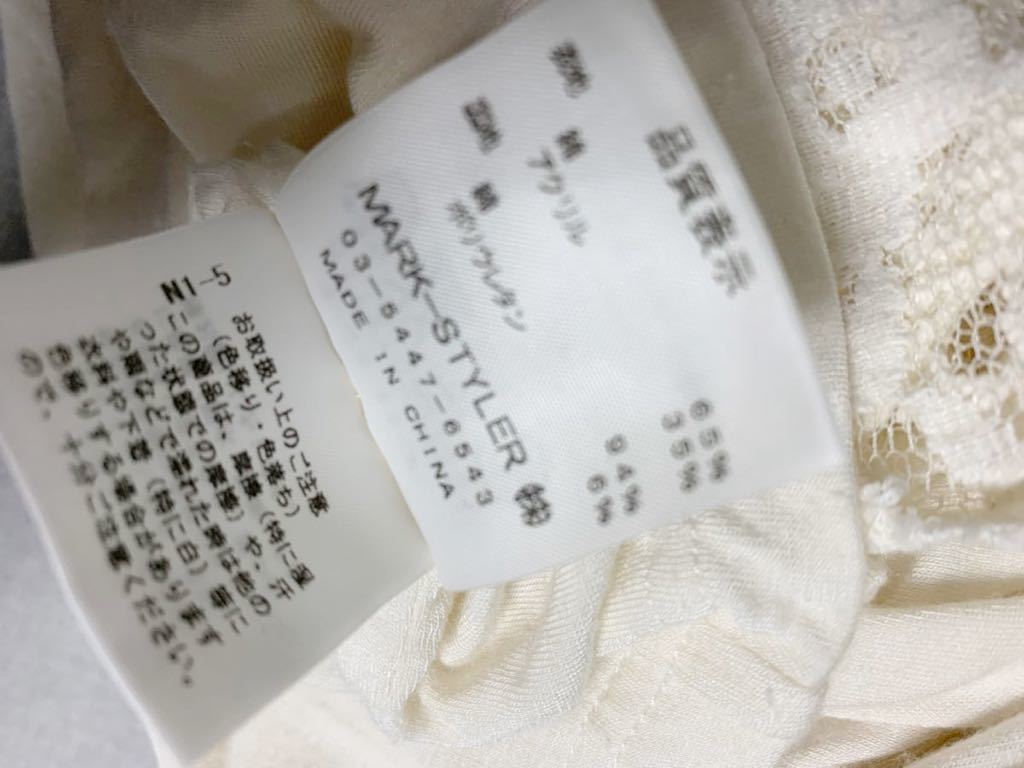 品質表示
表地 綿 65%
アクリル 35%
綿 94%
ポリウレタン 6%
MARK-STYLER ㈱
03-5447-6543
MADE IN CHINA
N1-5
お取扱い上のご注意
(色移り・色落ち)
この商品は、摩擦(特に湿
った状態での摩擦)や、汗
や雨などで濡れた時は他の
衣料や下着(特に白)等に
色移りする場合があります
ので、十分ご注意ください。